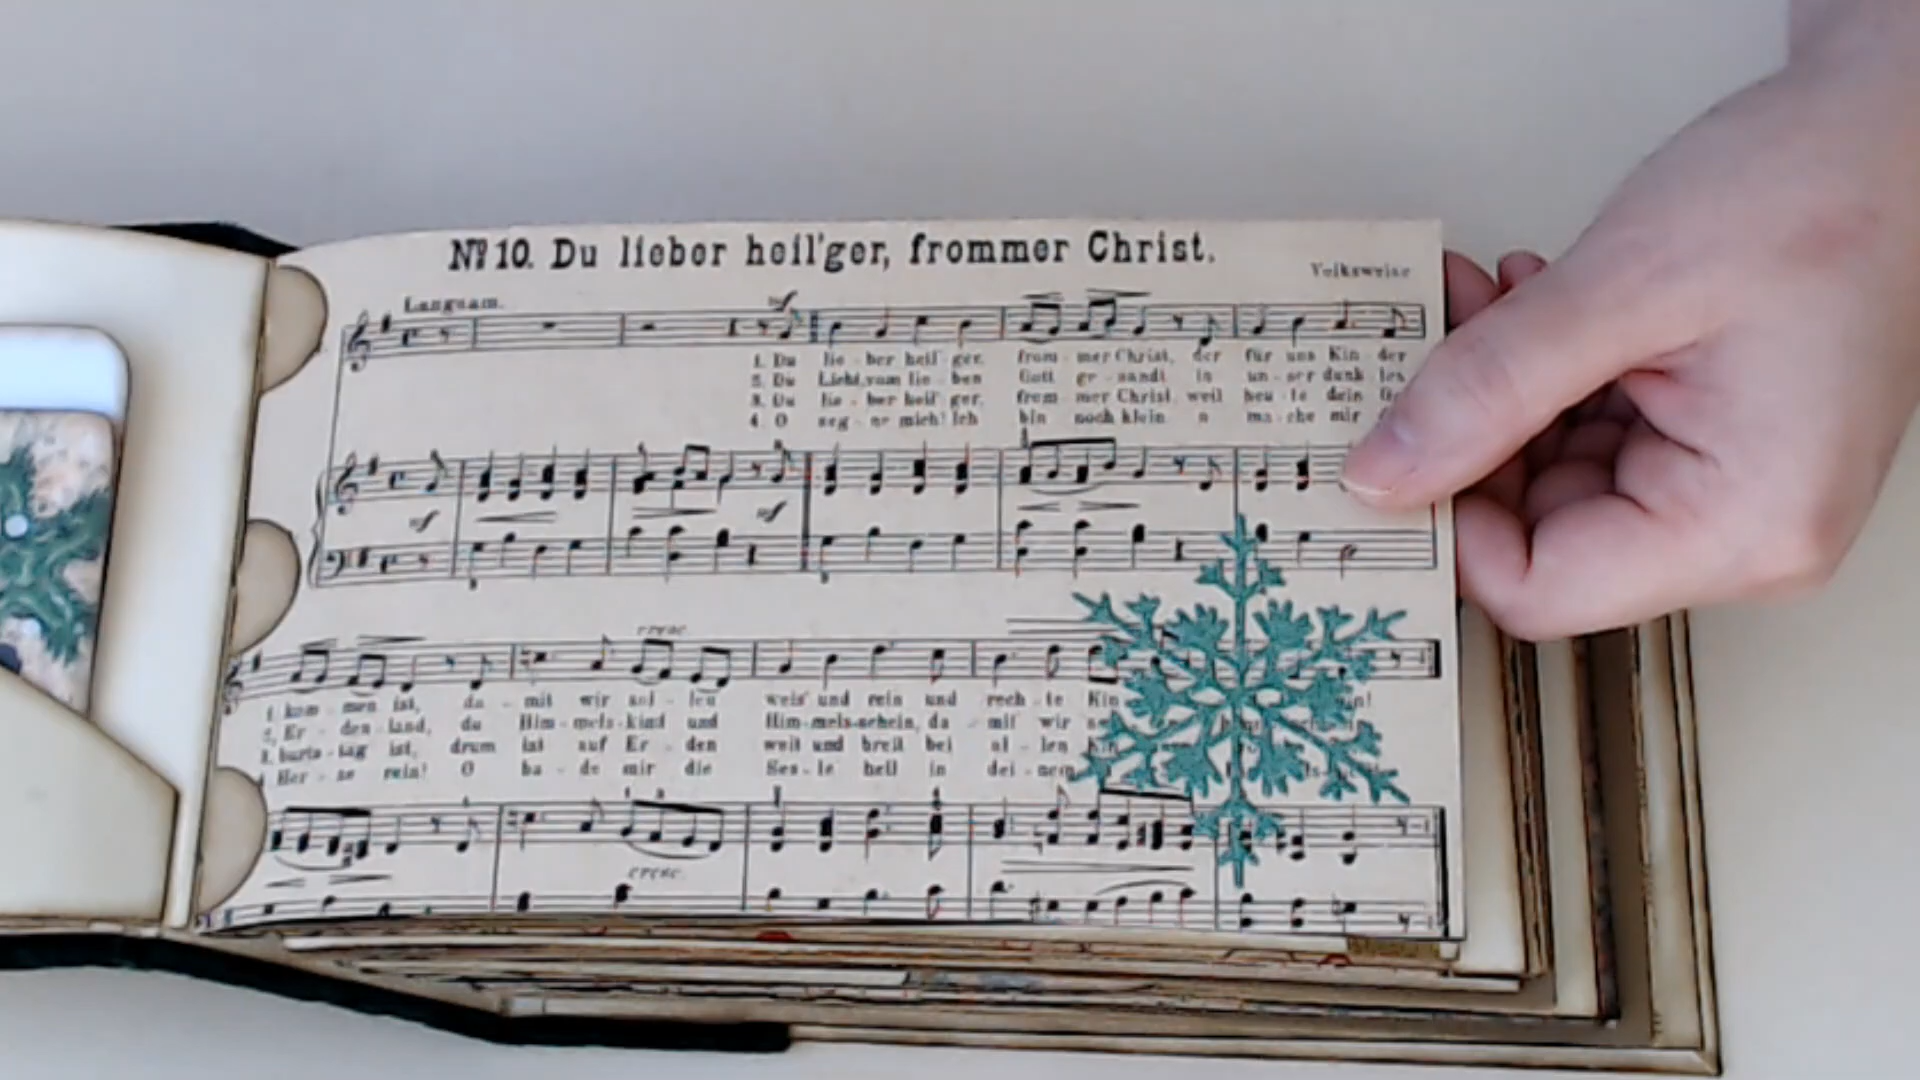 Nº 10. Du lieber heil'ger, frommer Christ.
Volksweise
Langsam.
mf
1. Du lie - ber heil' ger, from - mer Christ, der für uns Kin - der
2. Du Licht, vom lie - ben Gott ge - sandt in un - ser dunk - les
3. Du lie - ber heil' ger, from - mer Christ, weil heu - te dein
4. O seg - ne mich! Ich bin noch klein o ma - che mir
mf
mf
cresc.
1. kom - men ist, da - mit wir sol - len weis' und rein und rech - te Kin
2. Er - den - land, du Him - mels - kind und Him - mels - schein, da - mit wir
3. burts - tag ist, drum ist auf Er - den weit und breit bei al - len
4. Her - ze rein! O ba - de mir die See - le hell in dei - nem
cresc.